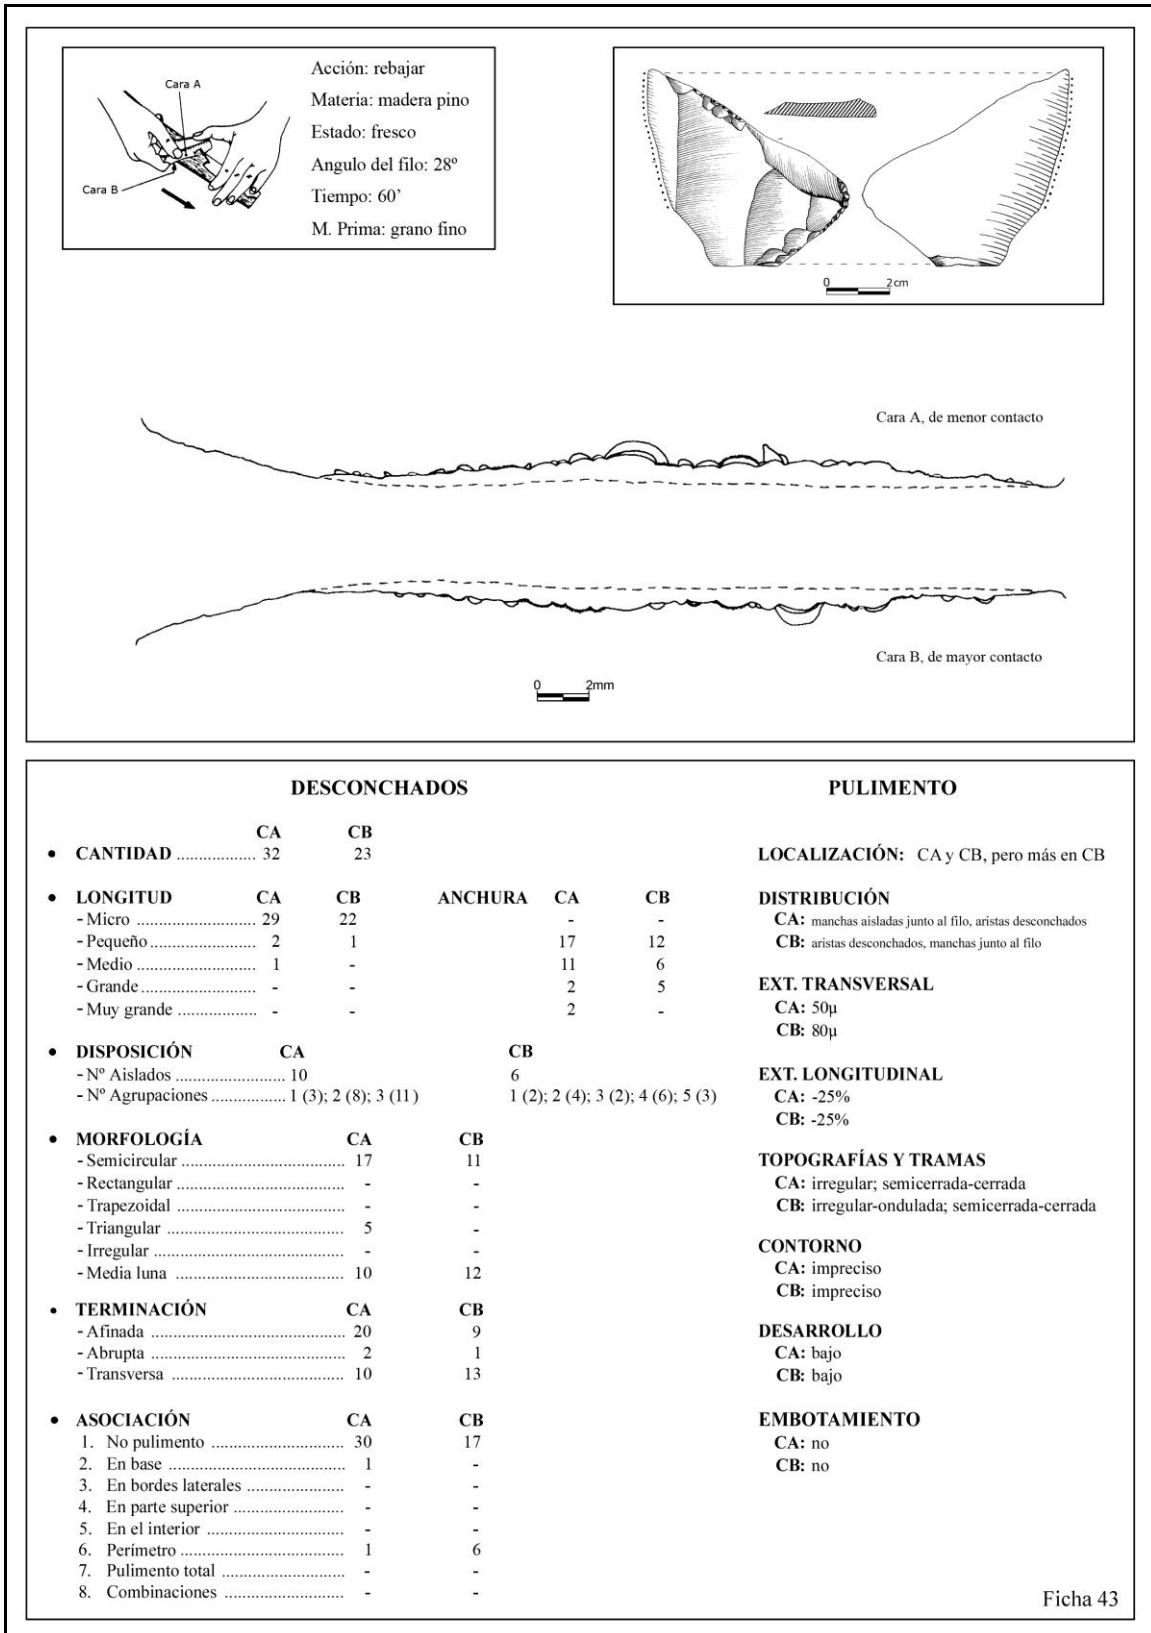 Cara A
Cara B
Acción: rebajar
Materia: madera pino
Estado: fresco
Angulo del filo: 28º
Tiempo: 60’
M. Prima: grano fino
0 2cm
Cara A, de menor contacto
Cara B, de mayor contacto
0 2mm
DESCONCHADOS
CA CB
• CANTIDAD .................. 32 23
• LONGITUD CA CB ANCHURA CA CB
- Micro ........................... 29 22 - -
- Pequeño ........................ 2 1 17 12
- Medio ........................... 1 - 11 6
- Grande .......................... - - 2 5
- Muy grande .................. - - 2 -
• DISPOSICIÓN CA CB
- Nº Aislados ......................... 10 6
- Nº Agrupaciones ................. 1 (3); 2 (8); 3 (11) 1 (2); 2 (4); 3 (2); 4 (6); 5 (3)
• MORFOLOGÍA CA CB
- Semicircular ..................................... 17 11
- Rectangular ...................................... - -
- Trapezoidal ...................................... - -
- Triangular ........................................ 5 -
- Irregular .......................................... - -
- Media luna ...................................... 10 12
• TERMINACIÓN CA CB
- Afinada ............................................ 20 9
- Abrupta ............................................ 2 1
- Transversa ....................................... 10 13
• ASOCIACIÓN CA CB
1. No pulimento .............................. 30 17
2. En base ........................................ 1 -
3. En bordes laterales ...................... - -
4. En parte superior ......................... - -
5. En el interior ............................... - -
6. Perímetro ..................................... 1 6
7. Pulimento total ............................ - -
8. Combinaciones ........................... - -
PULIMENTO
LOCALIZACIÓN: CA y CB, pero más en CB
DISTRIBUCIÓN
CA: manchas aisladas junto al filo, aristas desconchados
CB: aristas desconchados, manchas junto al filo
EXT. TRANSVERSAL
CA: 50µ
CB: 80µ
EXT. LONGITUDINAL
CA: -25%
CB: -25%
TOPOGRAFÍAS Y TRAMAS
CA: irregular; semicerrada-cerrada
CB: irregular-ondulada; semicerrada-cerrada
CONTORNO
CA: impreciso
CB: impreciso
DESARROLLO
CA: bajo
CB: bajo
EMBOTAMIENTO
CA: no
CB: no
Ficha 43